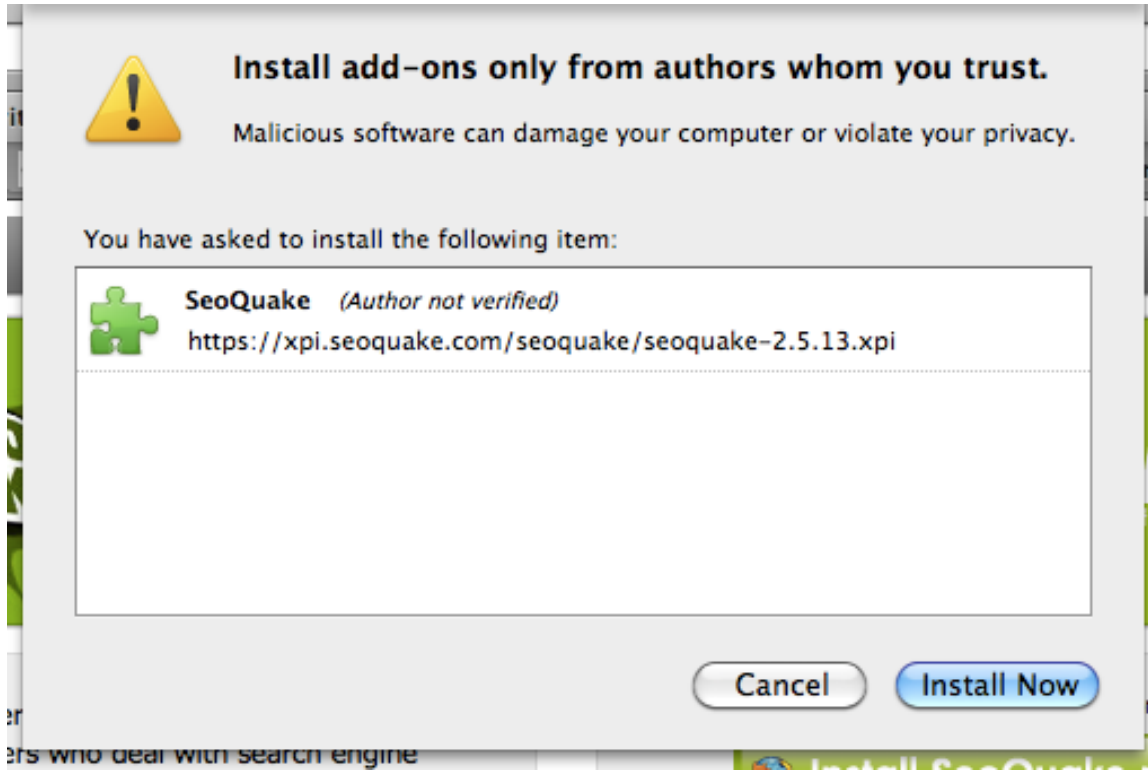 Install add-ons only from authors whom you trust.
Malicious software can damage your computer or violate your privacy.
You have asked to install the following item:
SeoQuake (Author not verified)
https://xpi.seoquake.com/seoquake/seoquake-2.5.13.xpi
Cancel Install Now
who deal with search engine
Install SeoQuake